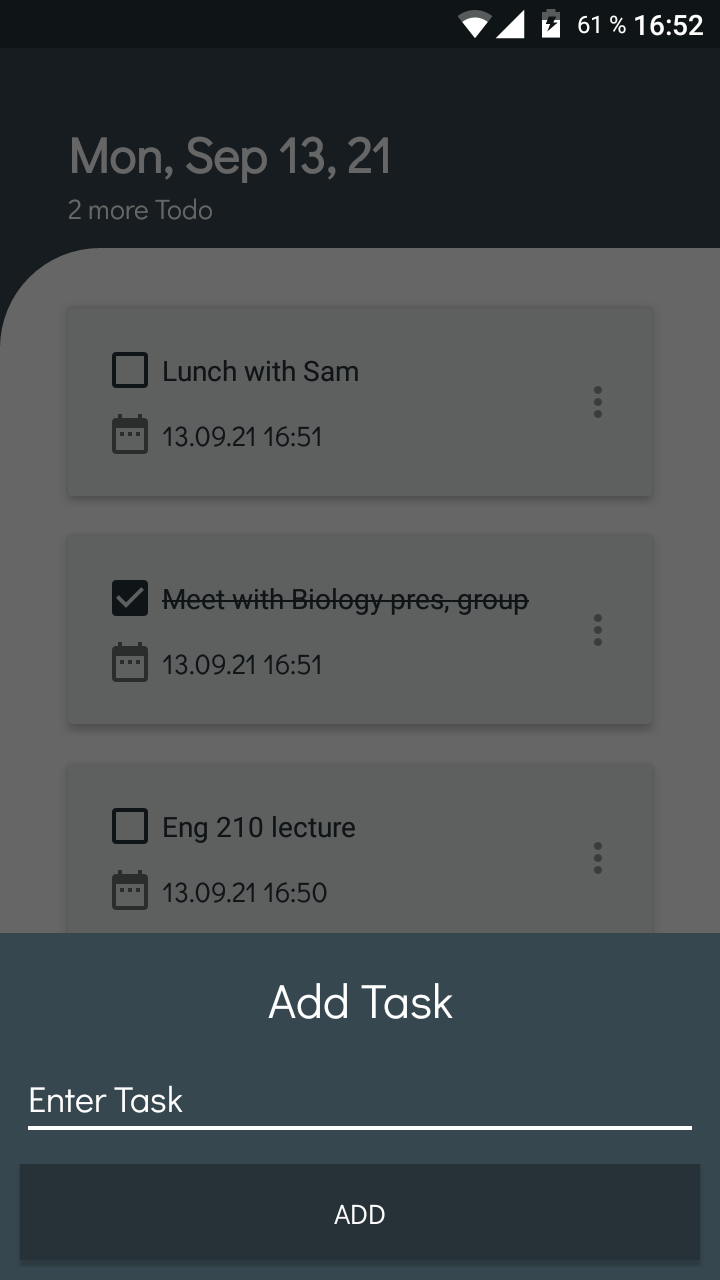 61 % 16:52
Mon, Sep 13, 21
2 more Todo
Lunch with Sam
13.09.21 16:51
Meet with Biology pres, group
13.09.21 16:51
Eng 210 lecture
13.09.21 16:50
Add Task
Enter Task
ADD